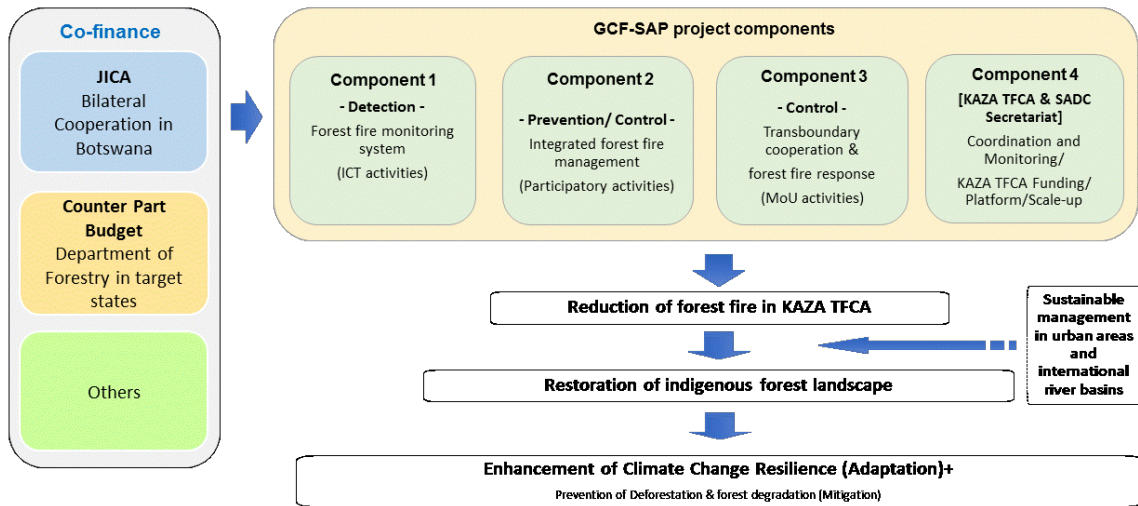 Co-finance
JICA
Bilateral
Cooperation in
Botswana
Counter Part
Budget
Department of
Forestry in target
states
Others
GCF-SAP project components
Component 1
- Detection -
Forest fire monitoring
system
(ICT activities)
Component 2
- Prevention/ Control -
Integrated forest fire
management
(Participatory activities)
Component 3
- Control -
Transboundary
cooperation &
forest fire response
(MoU activities)
Component 4
[KAZA TFCA & SADC
Secretariat]
Coordination and
Monitoring/
KAZA TFCA Funding/
Platform/Scale-up
Reduction of forest fire in KAZA TFCA
Sustainable
management
in urban areas
and
international
river basins
Restoration of indigenous forest landscape
Enhancement of Climate Change Resilience (Adaptation)+
Prevention of Deforestation & forest degradation (Mitigation)